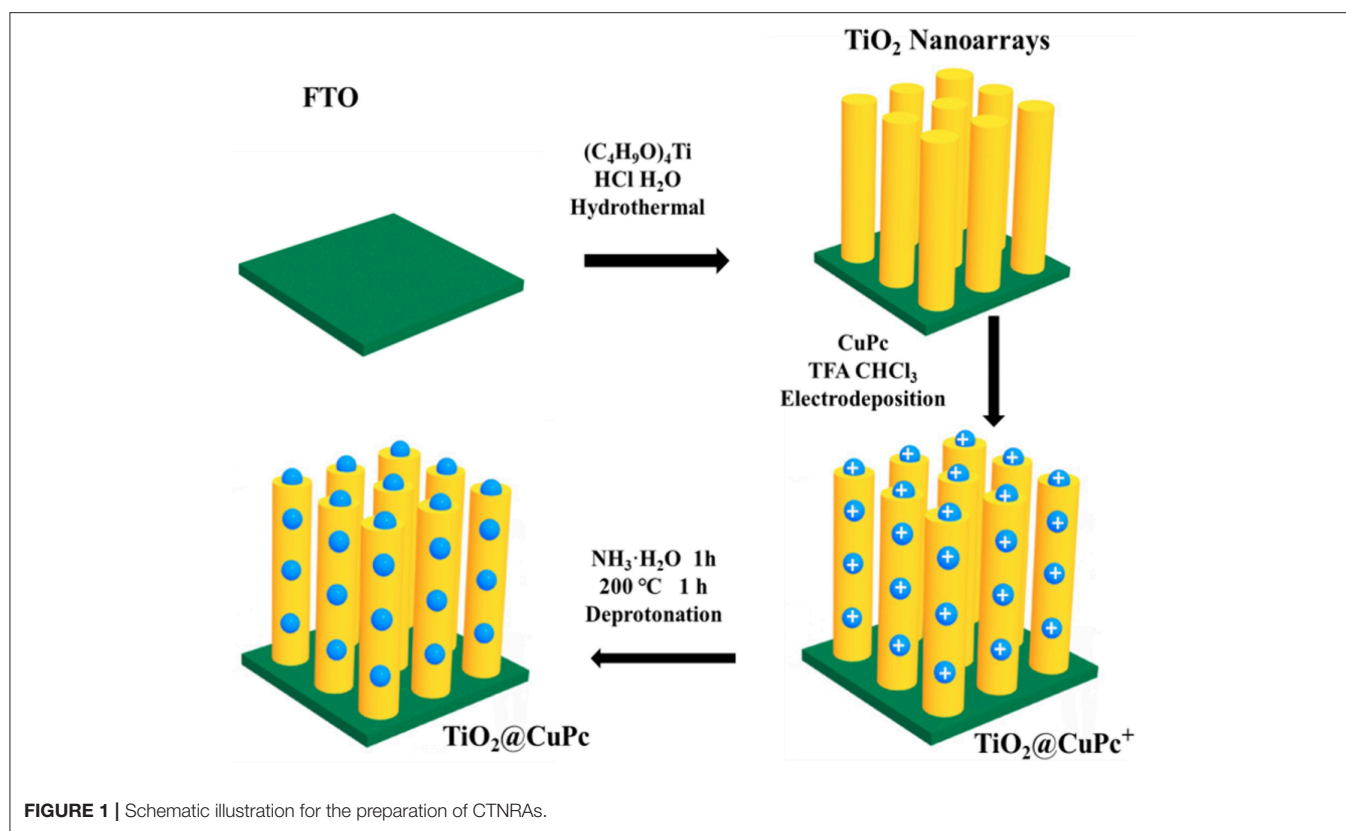 FTO
(C₄H₉O)₄Ti
HCl H₂O
Hydrothermal
TiO₂ Nanoarrays
CuPc
TFA CHCl₃
Electrodeposition
TiO₂@CuPc⁺
NH₃·H₂O 1h
200 °C 1 h
Deprotonation
TiO₂@CuPc
FIGURE 1 | Schematic illustration for the preparation of CTNRAs.